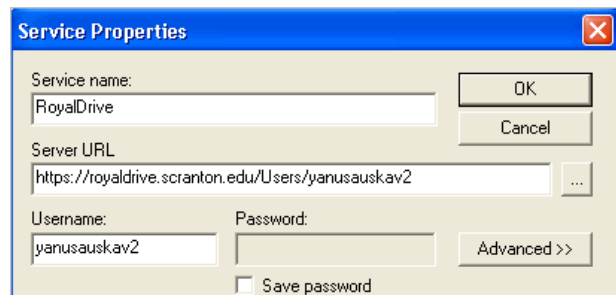 Service Properties
Service name:
RoyalDrive
OK
Cancel
Server URL
https://royaldrive.scranton.edu/Users/yanusauskav2
...
Username:
Password:
yanusauskav2
Advanced >>
Save password